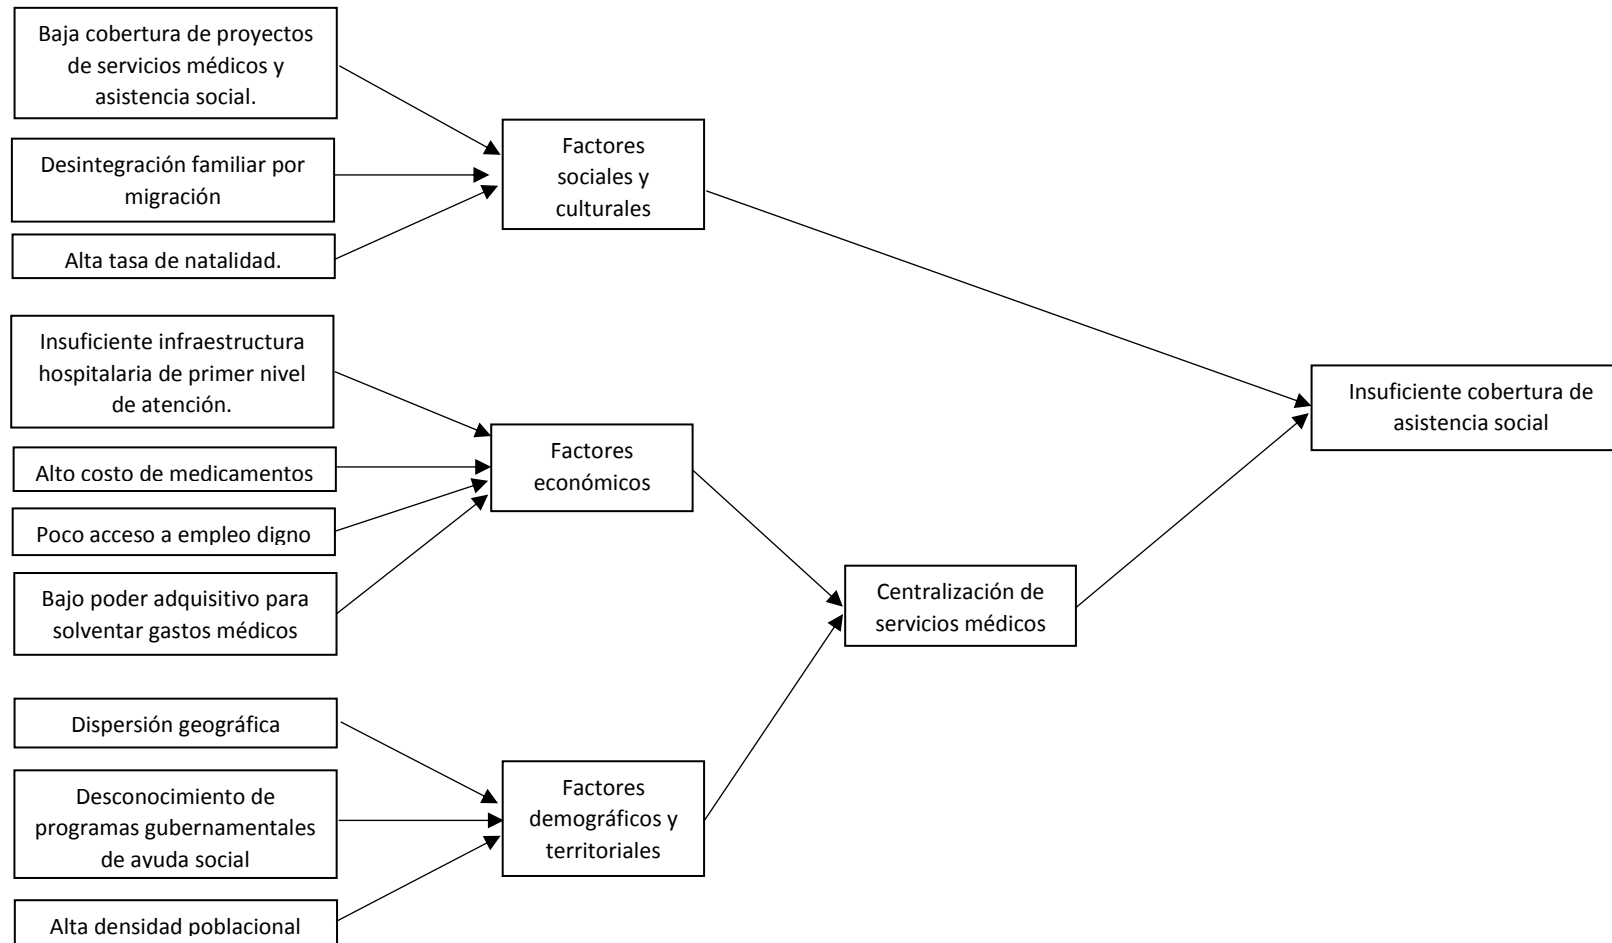 Baja cobertura de proyectos
de servicios médicos y
asistencia social.
Desintegración familiar por
migración
Alta tasa de natalidad.
Factores
sociales y
culturales
Insuficiente infraestructura
hospitalaria de primer nivel
de atención.
Alto costo de medicamentos
Poco acceso a empleo digno
Bajo poder adquisitivo para
solventar gastos médicos
Factores
económicos
Dispersión geográfica
Desconocimiento de
programas gubernamentales
de ayuda social
Alta densidad poblacional
Factores
demográficos y
territoriales
Centralización de
servicios médicos
Insuficiente cobertura de
asistencia social